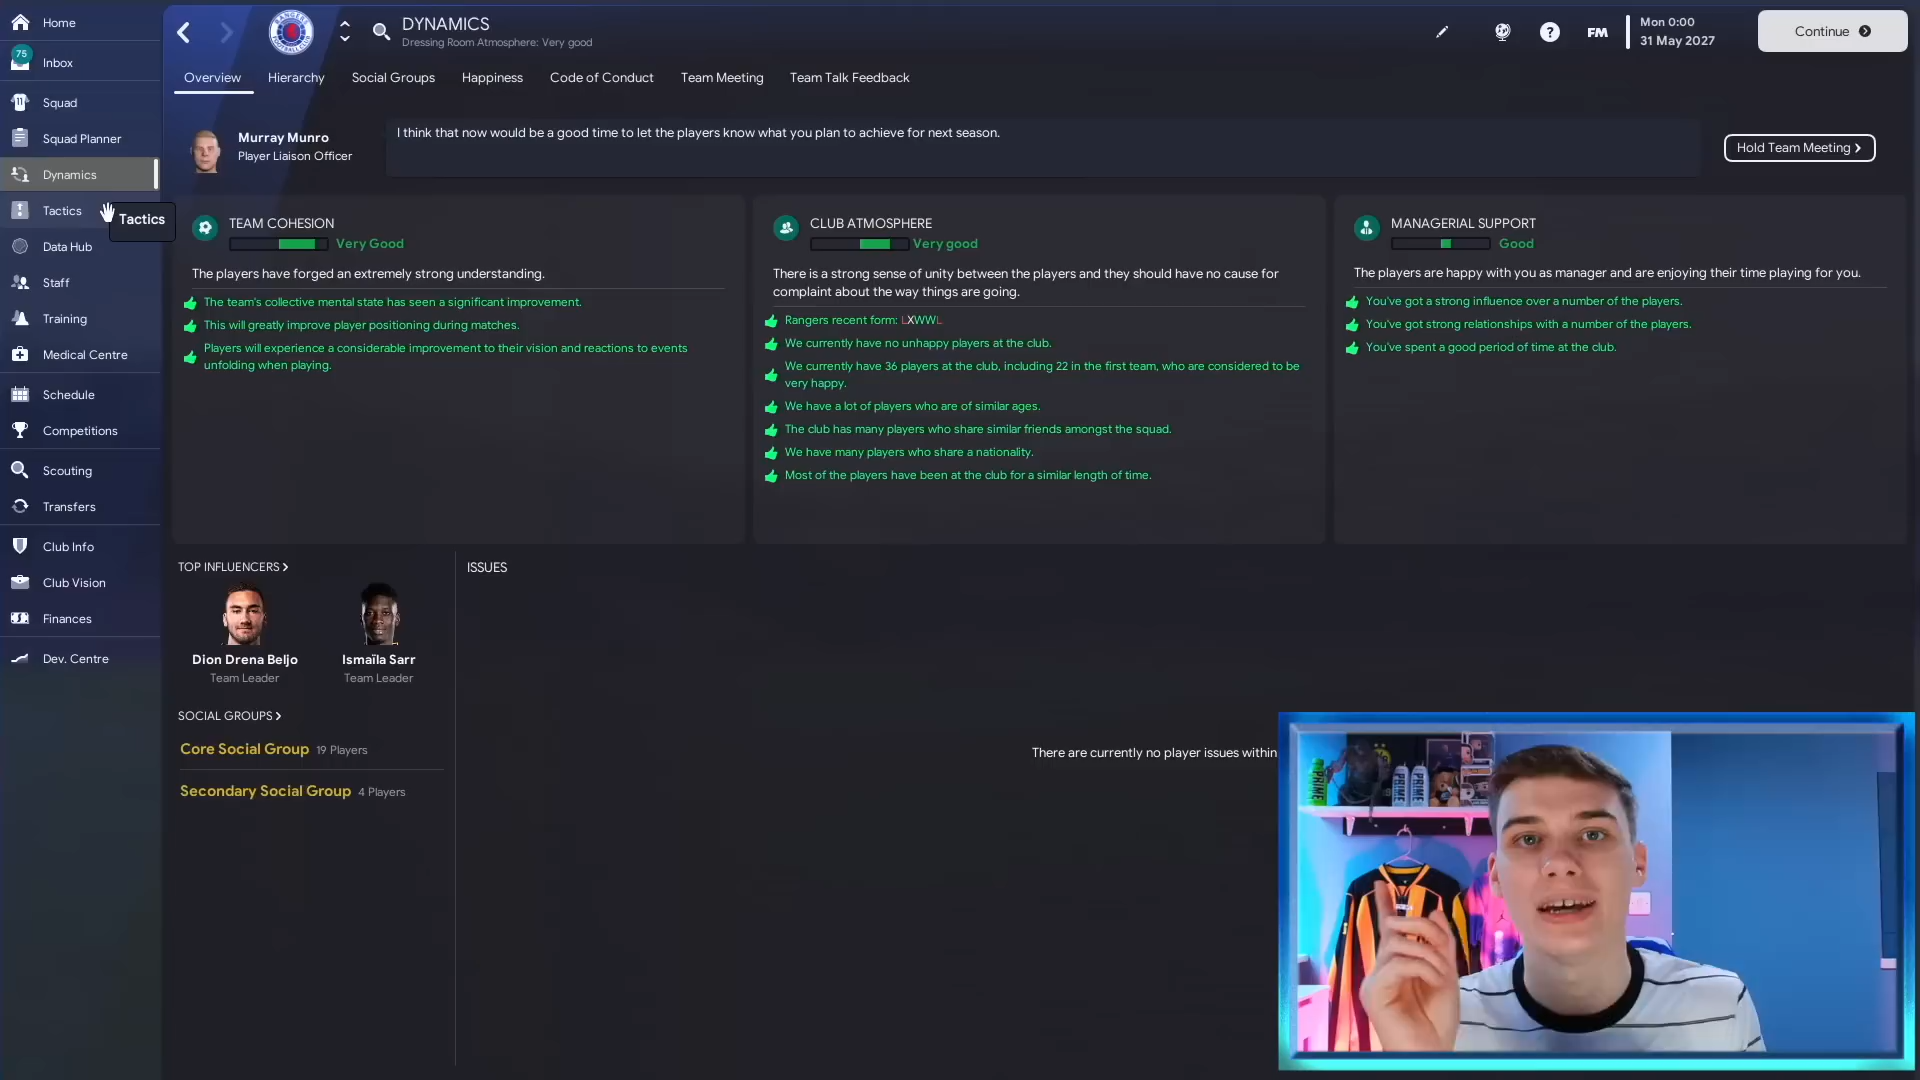 Home
75
Inbox
Squad
Squad Planner
Dynamics
Tactics
Tactics
Data Hub
Staff
Training
Medical Centre
Schedule
Competitions
Scouting
Transfers
Club Info
Club Vision
Finances
Dev. Centre
DYNAMICS
Dressing Room Atmosphere: Very good
FM
Mon 0:00
31 May 2027
Continue
Overview Hierarchy Social Groups Happiness Code of Conduct Team Meeting Team Talk Feedback
Murray Munro
Player Liaison Officer
I think that now would be a good time to let the players know what you plan to achieve for next season.
Hold Team Meeting >
TEAM COHESION
Very Good
The players have forged an extremely strong understanding.
The team's collective mental state has seen a significant improvement.
This will greatly improve player positioning during matches.
Players will experience a considerable improvement to their vision and reactions to events
unfolding when playing.
CLUB ATMOSPHERE
Very good
There is a strong sense of unity between the players and they should have no cause for
complaint about the way things are going.
Rangers recent form: LXWWL
We currently have no unhappy players at the club.
We currently have 36 players at the club, including 22 in the first team, who are considered to be
very happy.
We have a lot of players who are of similar ages.
The club has many players who share similar friends amongst the squad.
We have many players who share a nationality.
Most of the players have been at the club for a similar length of time.
MANAGERIAL SUPPORT
Good
The players are happy with you as manager and are enjoying their time playing for you.
You've got a strong influence over a number of the players.
You've got strong relationships with a number of the players.
You've spent a good period of time at the club.
TOP INFLUENCERS >
Dion Drena Beljo
Team Leader
Ismaïla Sarr
Team Leader
SOCIAL GROUPS >
Core Social Group 19 Players
Secondary Social Group 4 Players
ISSUES
There are currently no player issues within
PRIME
PRIME
PRIME